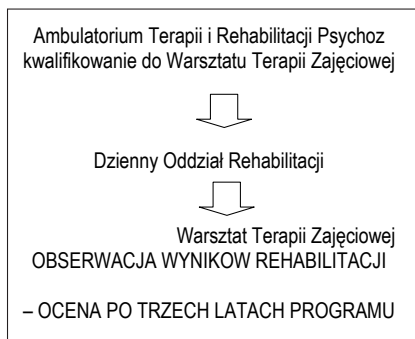 Ambulatorium Terapii i Rehabilitacji Psychoz
kwalifikowanie do Warsztatu Terapii Zajęciowej
Dzienny Oddział Rehabilitacji
Warsztat Terapii Zajęciowej
OBSERWACJA WYNIKOW REHABILITACJI
– OCENA PO TRZECH LATACH PROGRAMU